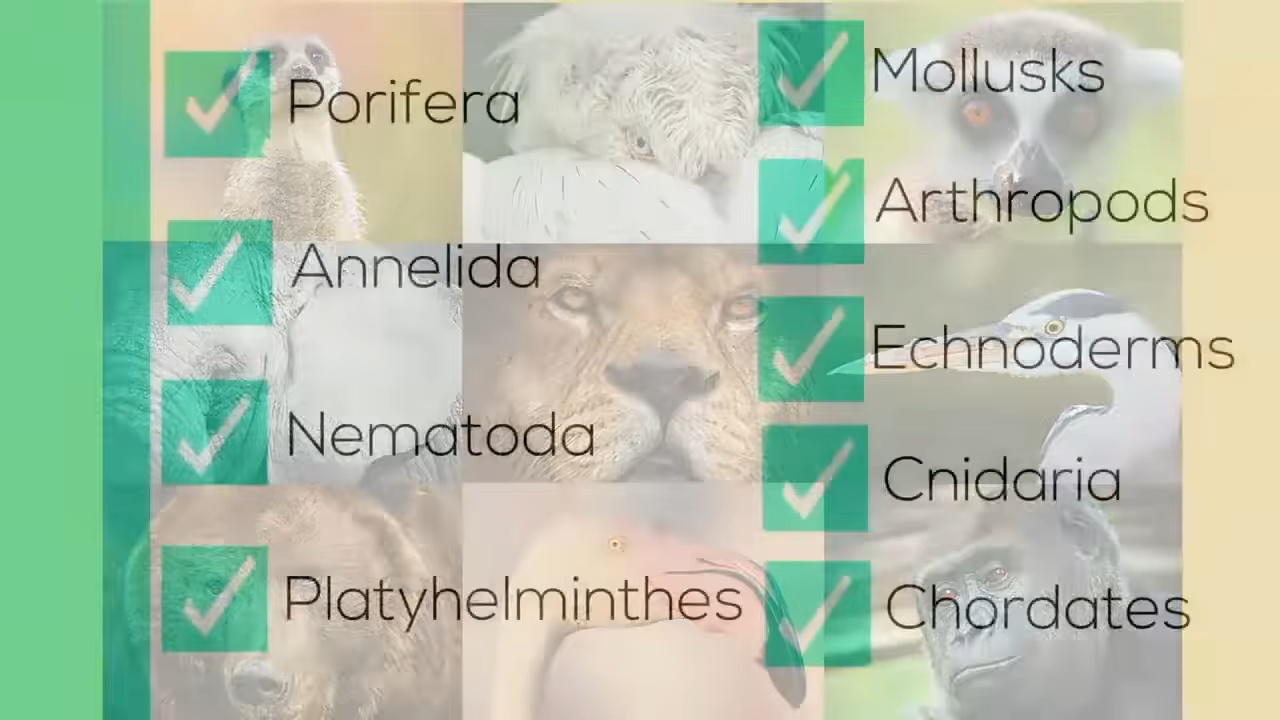 Porifera
Annelida
Nematoda
Platyhelminthes
Mollusks
Arthropods
Echnoderms
Cnidaria
Chordates